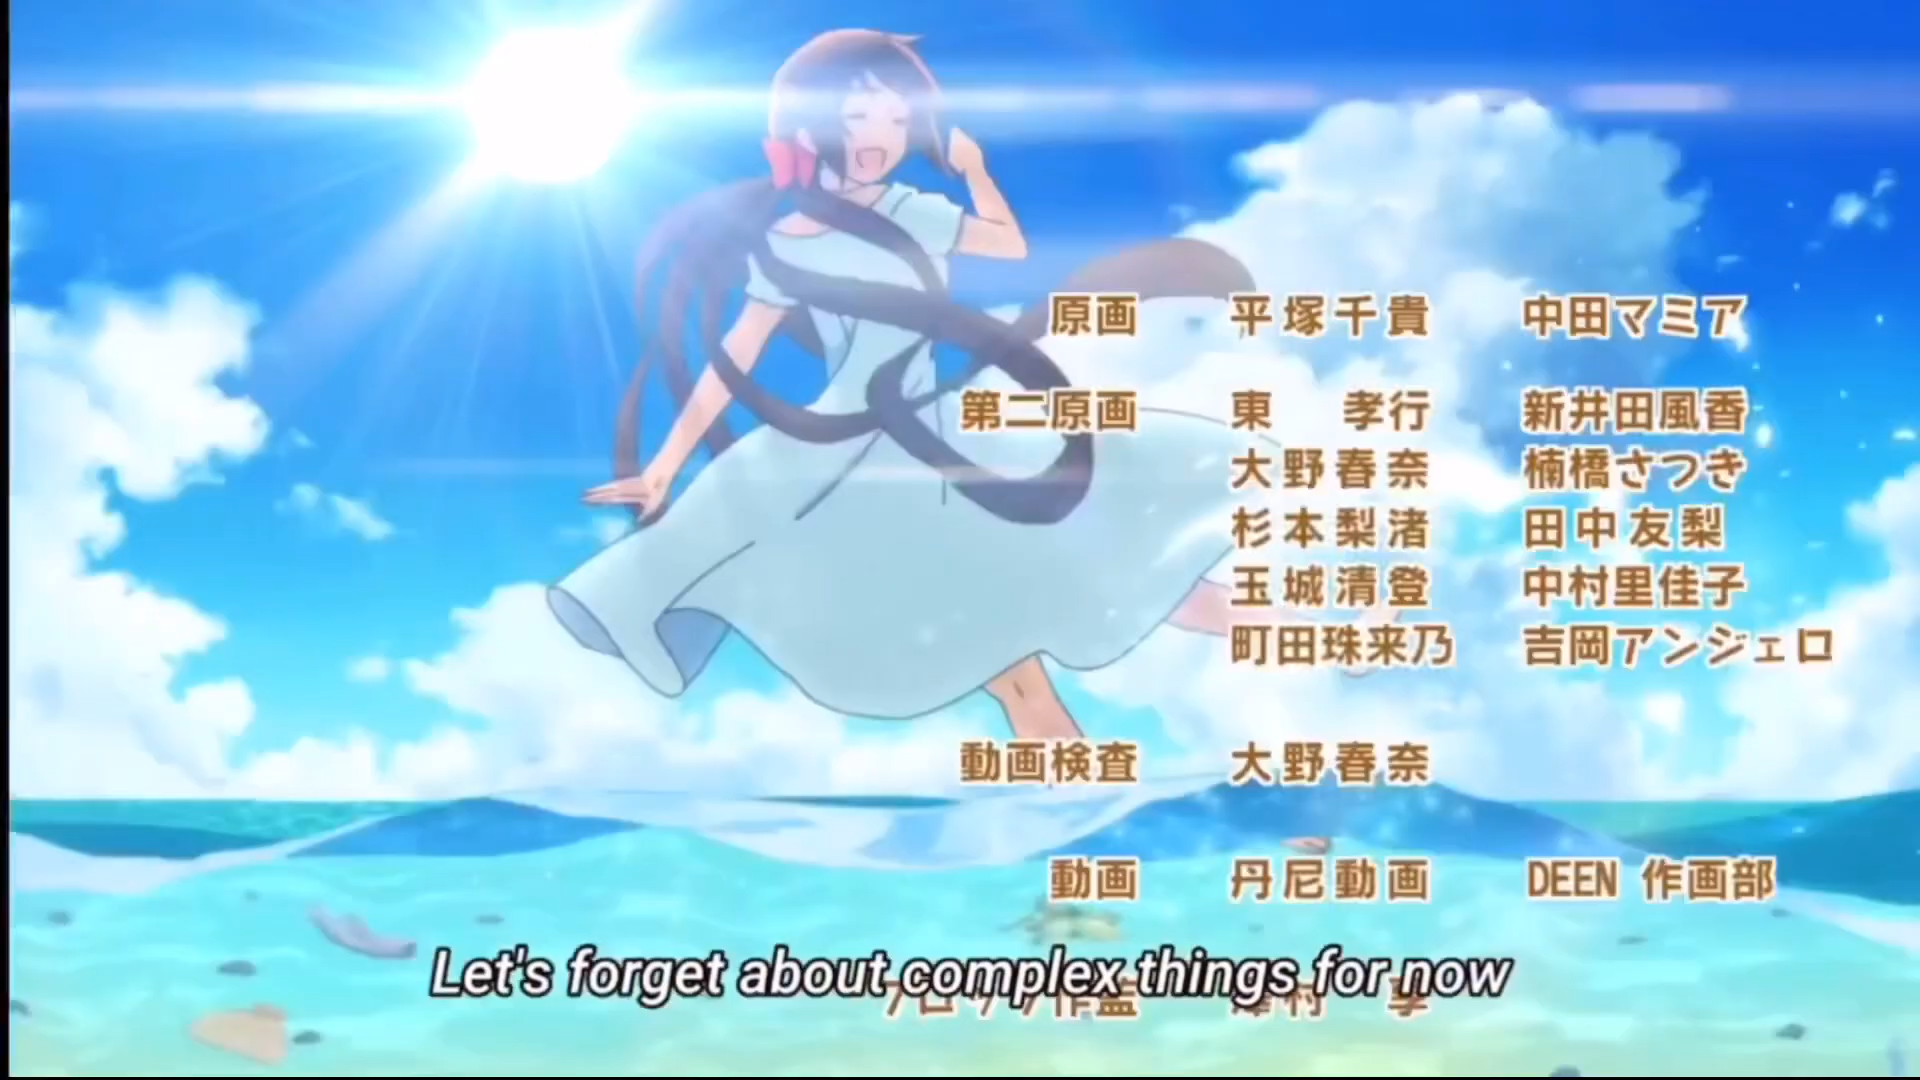 原画 平塚千貴 中田マミア
第二原画 東 孝行 新井田風香
大野春奈 楠橋さつき
杉本梨渚 田中友梨
玉城清登 中村里佳子
町田珠来乃 吉岡アンジェロ
動画検査 大野春奈
動画 丹尼動画 DEEN 作画部
Let's forget about complex things for now